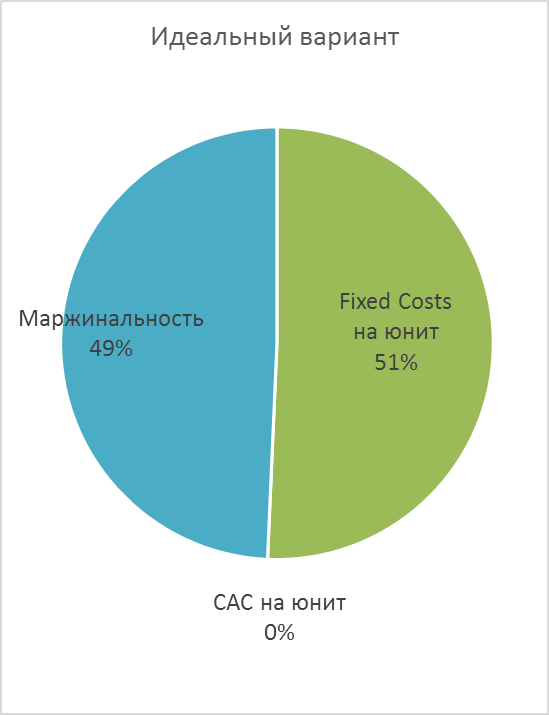 Идеальный вариант
Fixed Costs
на юнит
51%
Маржинальность
49%
CAC на юнит
0%